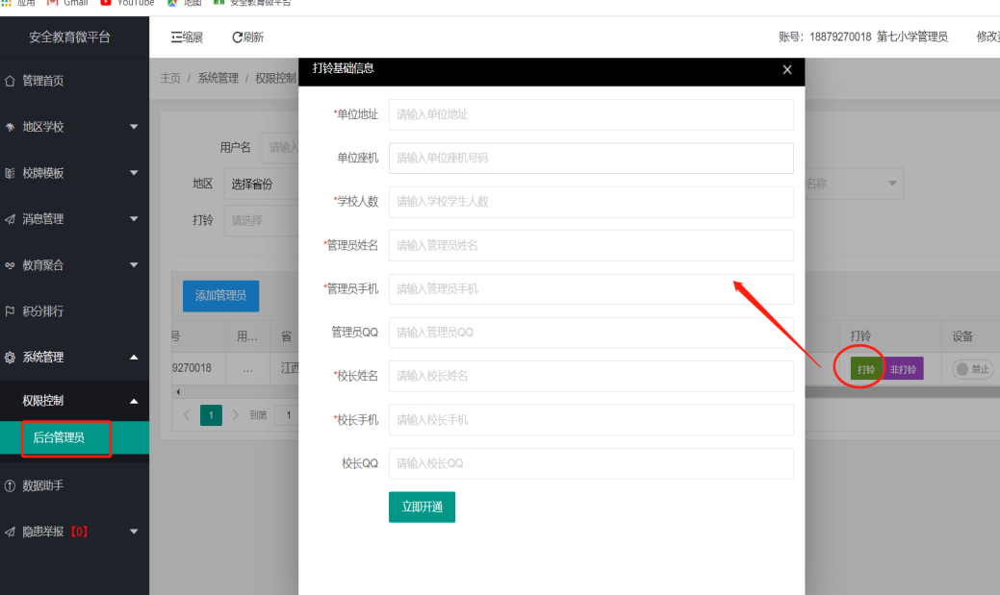 应用 Gmail YouTube 地图 安全教育微平台
安全教育微平台
缩展 刷新
账号：18879270018 第七小学管理员
管理首页
地区学校
校牌模板
消息管理
教育聚合
积分排行
系统管理
权限控制
后台管理员
数据助手
隐患举报【0】
主页 / 系统管理 / 权限控制
用户名 请输入
地区 选择省份
打铃 请选择
名称
添加管理员
号 用... 省
9270018 ... 江西
1 到第 1
打铃基础信息
*单位地址 请输入单位地址
单位座机 请输入单位座机号码
*学校人数 请输入学校学生人数
*管理员姓名 请输入管理员姓名
*管理员手机 请输入管理员手机
管理员QQ 请输入管理员QQ
*校长姓名 请输入校长姓名
*校长手机 请输入校长手机
校长QQ 请输入校长QQ
立即开通
打铃 设备
打铃 非打铃 禁止